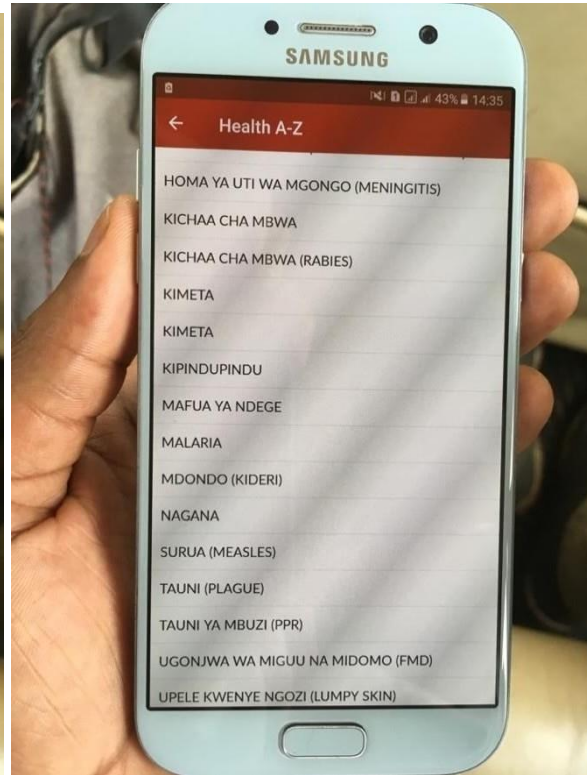 SAMSUNG
43% 14:35
Health A-Z
HOMA YA UTI WA MGONGO (MENINGITIS)
KICHAA CHA MBWA
KICHAA CHA MBWA (RABIES)
KIMETA
KIMETA
KIPINDUPINDU
MAFUA YA NDEGE
MALARIA
MDONDO (KIDERI)
NAGANA
SURUA (MEASLES)
TAUNI (PLAGUE)
TAUNI YA MBUZI (PPR)
UGONJWA WA MIGUU NA MIDOMO (FMD)
UPELE KWENYE NGOZI (LUMPY SKIN)